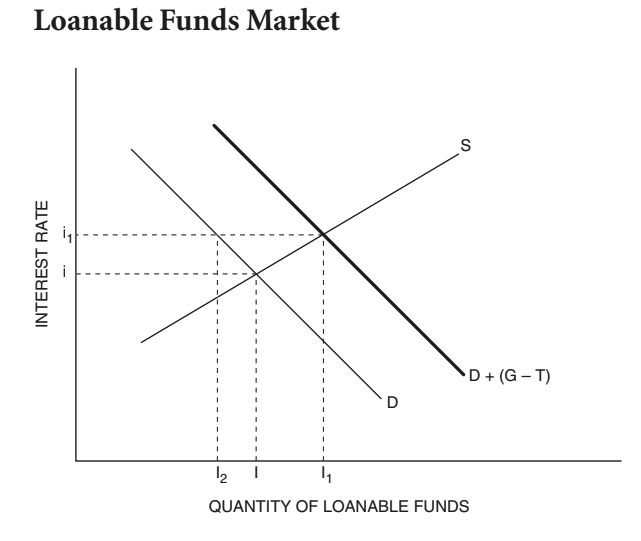 Loanable Funds Market
S
INTEREST RATE
i1
i
D + (G – T)
D
I2
I
I1
QUANTITY OF LOANABLE FUNDS